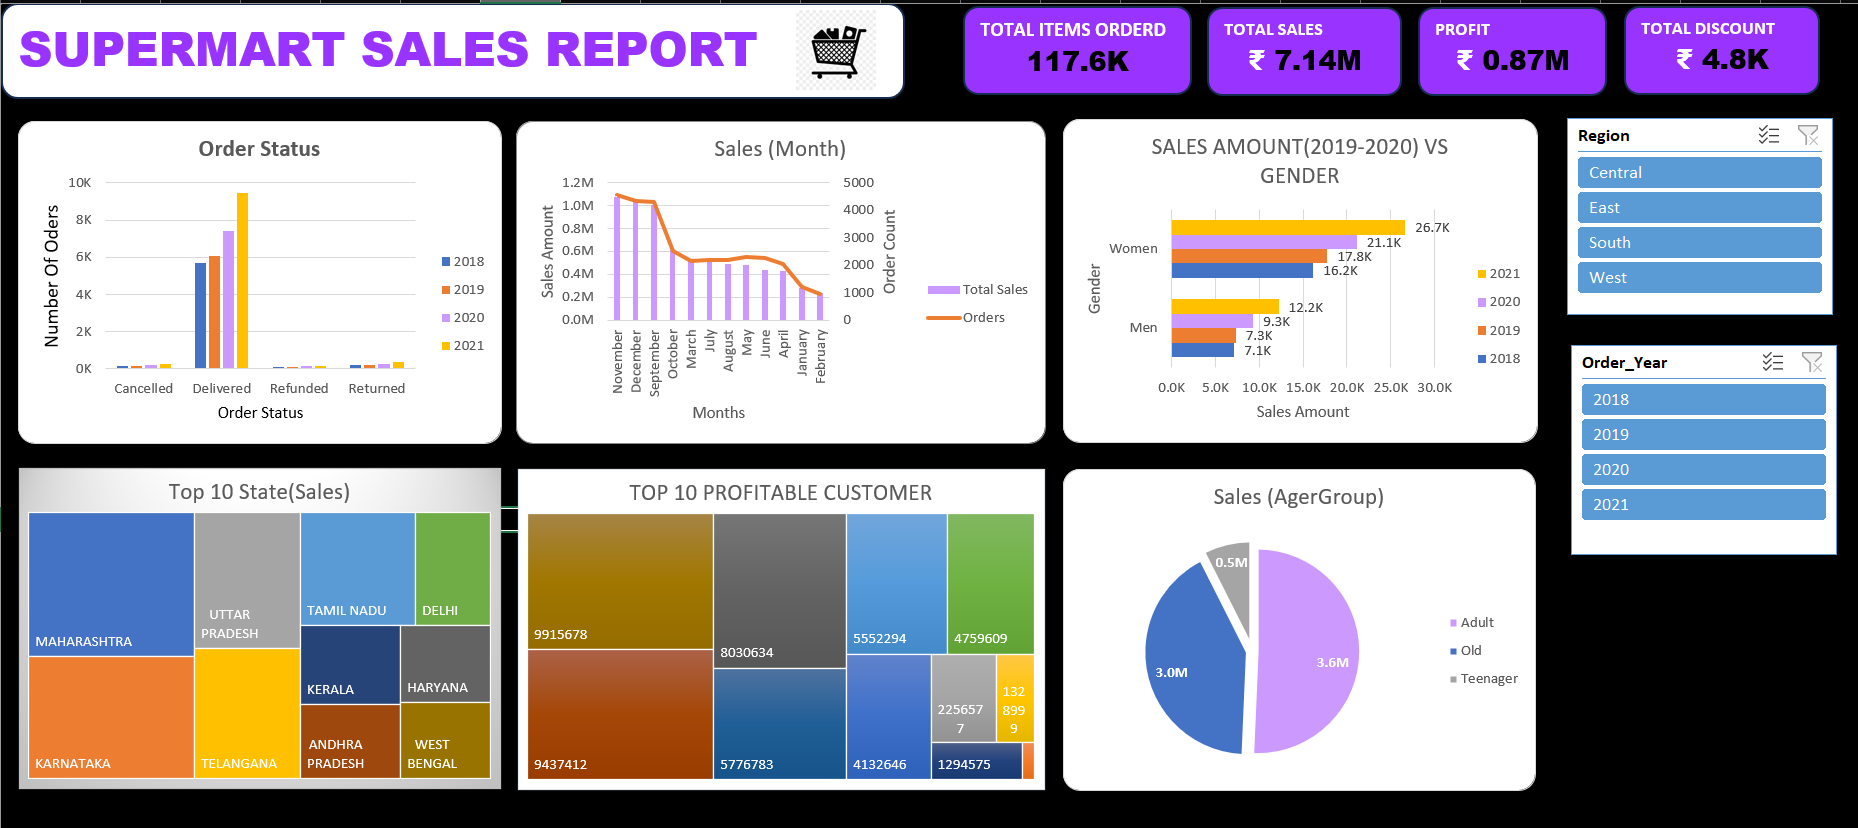 SUPERMART SALES REPORT
TOTAL ITEMS ORDERD
117.6K
TOTAL SALES
₹ 7.14M
PROFIT
₹ 0.87M
TOTAL DISCOUNT
₹ 4.8K
Order Status
Number Of Oders
10K
8K
6K
4K
2K
0K
Cancelled
Delivered
Refunded
Returned
Order Status
2018
2019
2020
2021
Sales (Month)
Sales Amount
1.2M
1.0M
0.8M
0.6M
0.4M
0.2M
0.0M
5000
4000
3000
2000
1000
0
Order Count
November
December
September
October
March
July
August
May
June
April
January
February
Months
Total Sales
Orders
SALES AMOUNT(2019-2020) VS
GENDER
Gender
Women
Men
26.7K
21.1K
17.8K
16.2K
12.2K
9.3K
7.3K
7.1K
0.0K
5.0K
10.0K
15.0K
20.0K
25.0K
30.0K
Sales Amount
2021
2020
2019
2018
Region
Central
East
South
West
Order_Year
2018
2019
2020
2021
Top 10 State(Sales)
MAHARASHTRA
KARNATAKA
UTTAR
PRADESH
TELANGANA
TAMIL NADU
DELHI
KERALA
HARYANA
ANDHRA
PRADESH
WEST
BENGAL
TOP 10 PROFITABLE CUSTOMER
9915678
9437412
8030634
5776783
5552294
4759609
4132646
225657
7
132
899
9
1294575
Sales (AgerGroup)
0.5M
3.0M
3.6M
Adult
Old
Teenager